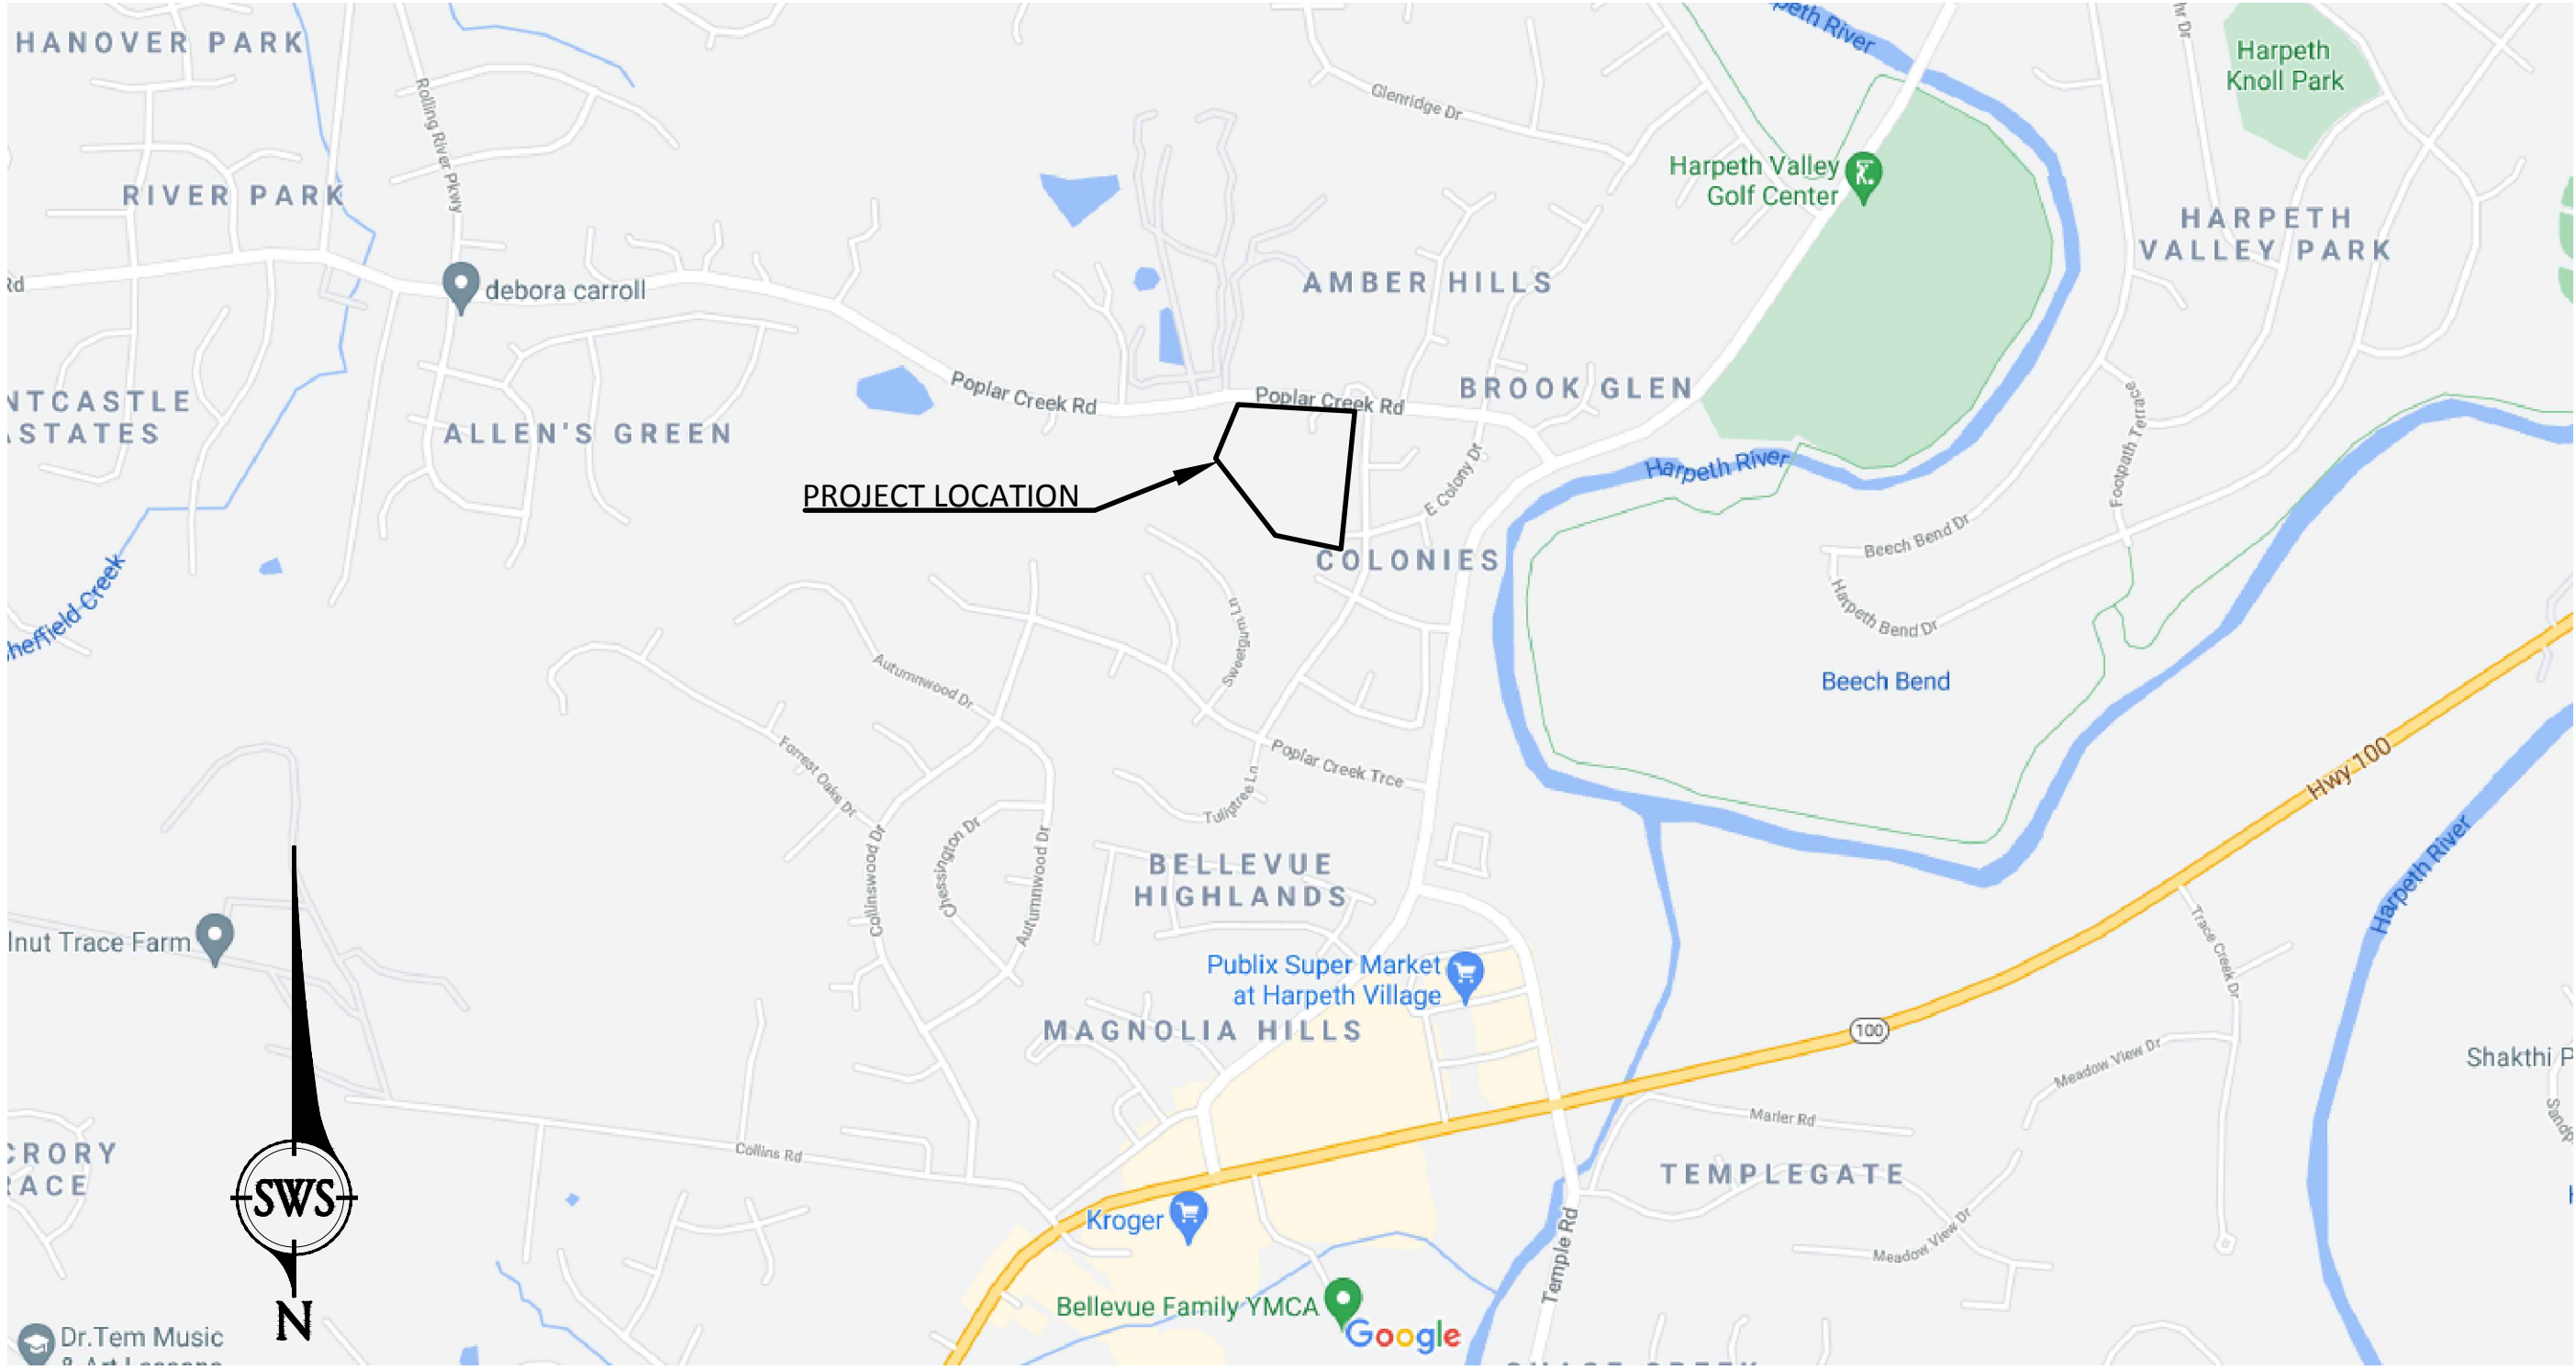 HANOVER PARK
Rolling River Pkwy
RIVER PARK
Rd
debora carroll
ALLEN'S GREEN
Poplar Creek Rd
PROJECT LOCATION
Glenridge Dr
AMBER HILLS
Poplar Creek Rd
BROOK GLEN
E Colony Dr
COLONIES
Harpeth Valley
Golf Center
Harpeth River
Harpeth
Knoll Park
HARPETH
VALLEY PARK
Footpath Terrace
Beech Bend Dr
Harpeth Bend Dr
Beech Bend
Hwy 100
Harpeth River
Sweetgum Ln
Autumnwood Dr
Forrest Oaks Dr
Poplar Creek Trce
Tuliptree Ln
Collinswood Dr
Chessington Dr
Autumnwood Dr
BELLEVUE
HIGHLANDS
Publix Super Market
at Harpeth Village
MAGNOLIA HILLS
100
Trace Creek Dr
Meadow View Dr
Marler Rd
TEMPLEGATE
Meadow View Dr
Temple Rd
Collins Rd
Kroger
Bellevue Family YMCA
Google
SWS
N
Dr.Tem Music